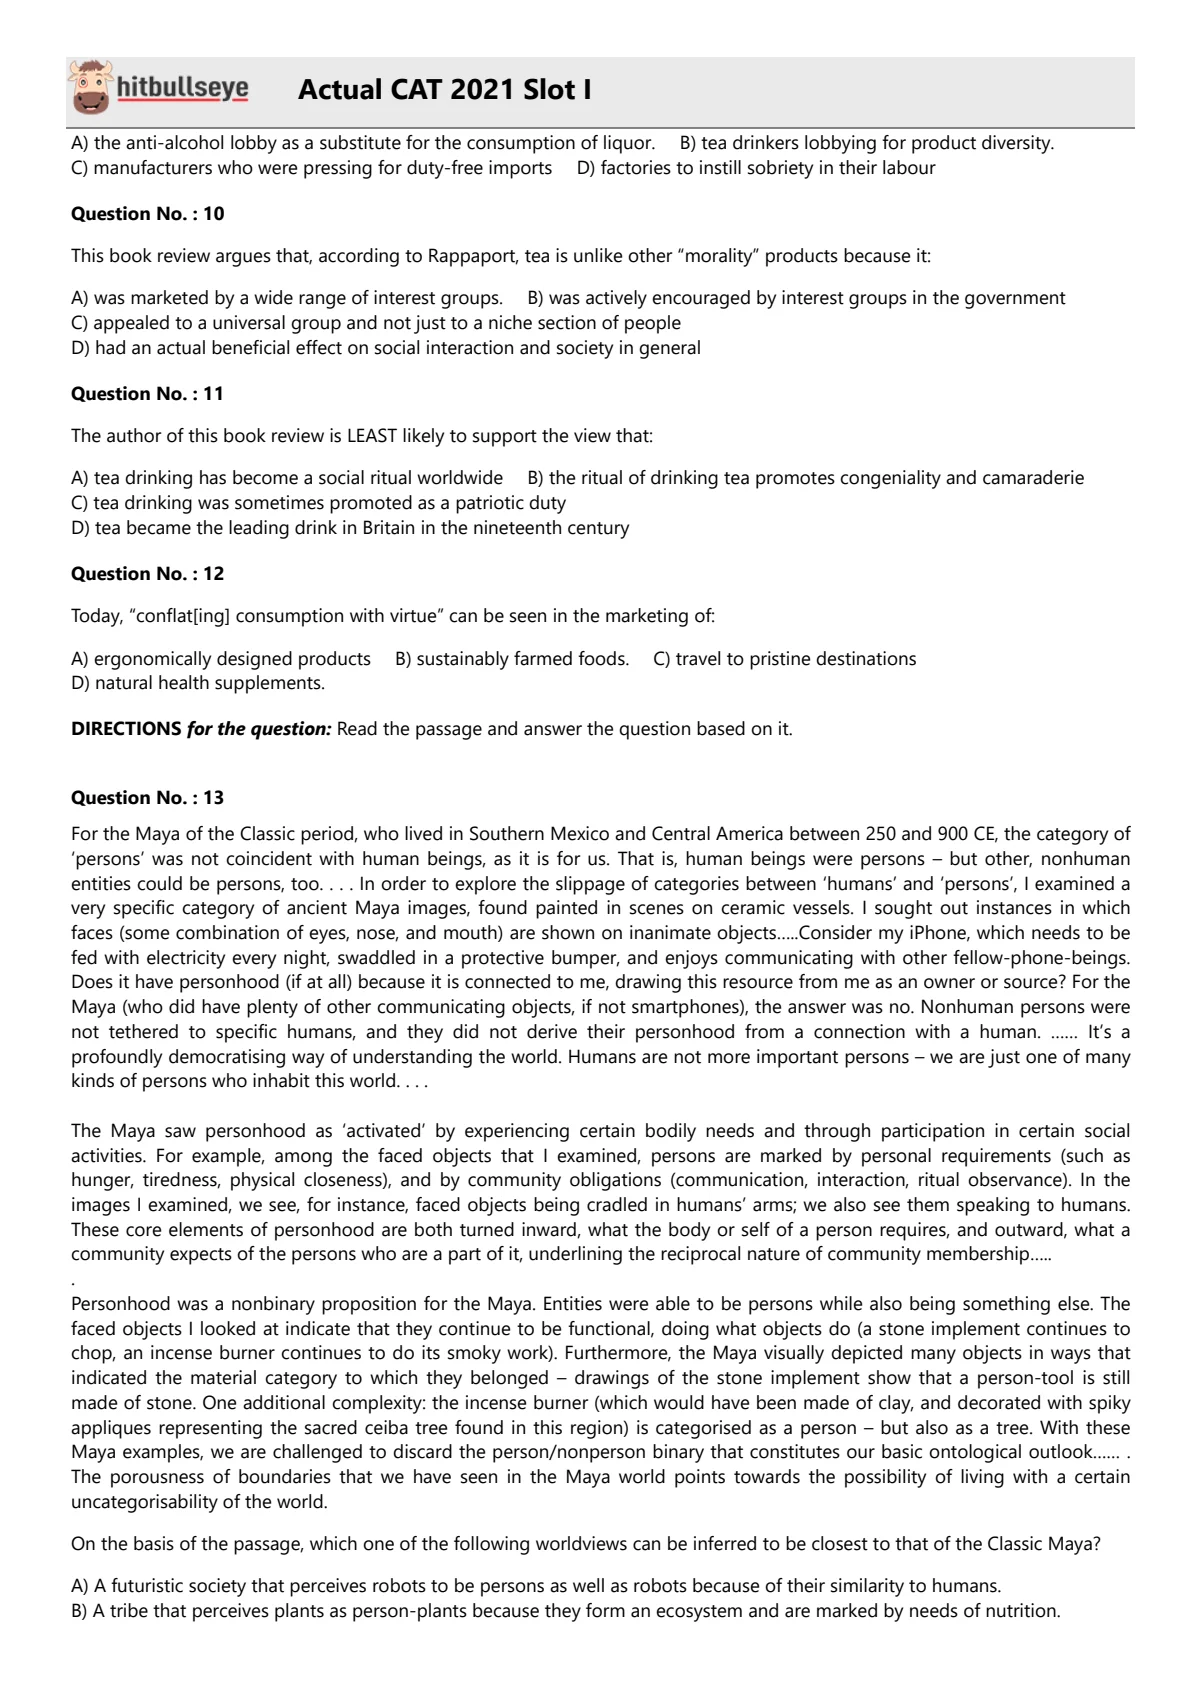 hitbullseye Actual CAT 2021 Slot I
A) the anti-alcohol lobby as a substitute for the consumption of liquor. B) tea drinkers lobbying for product diversity.
C) manufacturers who were pressing for duty-free imports D) factories to instill sobriety in their labour
Question No. : 10
This book review argues that, according to Rappaport, tea is unlike other “morality” products because it:
A) was marketed by a wide range of interest groups. B) was actively encouraged by interest groups in the government
C) appealed to a universal group and not just to a niche section of people
D) had an actual beneficial effect on social interaction and society in general
Question No. : 11
The author of this book review is LEAST likely to support the view that:
A) tea drinking has become a social ritual worldwide B) the ritual of drinking tea promotes congeniality and camaraderie
C) tea drinking was sometimes promoted as a patriotic duty
D) tea became the leading drink in Britain in the nineteenth century
Question No. : 12
Today, “conflat[ing] consumption with virtue” can be seen in the marketing of:
A) ergonomically designed products B) sustainably farmed foods. C) travel to pristine destinations
D) natural health supplements.
DIRECTIONS for the question: Read the passage and answer the question based on it.
Question No. : 13
For the Maya of the Classic period, who lived in Southern Mexico and Central America between 250 and 900 CE, the category of
‘persons’ was not coincident with human beings, as it is for us. That is, human beings were persons – but other, nonhuman
entities could be persons, too. . . . In order to explore the slippage of categories between ‘humans’ and ‘persons’, I examined a
very specific category of ancient Maya images, found painted in scenes on ceramic vessels. I sought out instances in which
faces (some combination of eyes, nose, and mouth) are shown on inanimate objects…..Consider my iPhone, which needs to be
fed with electricity every night, swaddled in a protective bumper, and enjoys communicating with other fellow-phone-beings.
Does it have personhood (if at all) because it is connected to me, drawing this resource from me as an owner or source? For the
Maya (who did have plenty of other communicating objects, if not smartphones), the answer was no. Nonhuman persons were
not tethered to specific humans, and they did not derive their personhood from a connection with a human. …… It’s a
profoundly democratising way of understanding the world. Humans are not more important persons – we are just one of many
kinds of persons who inhabit this world. . . .
The Maya saw personhood as ‘activated’ by experiencing certain bodily needs and through participation in certain social
activities. For example, among the faced objects that I examined, persons are marked by personal requirements (such as
hunger, tiredness, physical closeness), and by community obligations (communication, interaction, ritual observance). In the
images I examined, we see, for instance, faced objects being cradled in humans’ arms; we also see them speaking to humans.
These core elements of personhood are both turned inward, what the body or self of a person requires, and outward, what a
community expects of the persons who are a part of it, underlining the reciprocal nature of community membership…..
.
Personhood was a nonbinary proposition for the Maya. Entities were able to be persons while also being something else. The
faced objects I looked at indicate that they continue to be functional, doing what objects do (a stone implement continues to
chop, an incense burner continues to do its smoky work). Furthermore, the Maya visually depicted many objects in ways that
indicated the material category to which they belonged – drawings of the stone implement show that a person-tool is still
made of stone. One additional complexity: the incense burner (which would have been made of clay, and decorated with spiky
appliques representing the sacred ceiba tree found in this region) is categorised as a person – but also as a tree. With these
Maya examples, we are challenged to discard the person/nonperson binary that constitutes our basic ontological outlook…… .
The porousness of boundaries that we have seen in the Maya world points towards the possibility of living with a certain
uncategorisability of the world.
On the basis of the passage, which one of the following worldviews can be inferred to be closest to that of the Classic Maya?
A) A futuristic society that perceives robots to be persons as well as robots because of their similarity to humans.
B) A tribe that perceives plants as person-plants because they form an ecosystem and are marked by needs of nutrition.